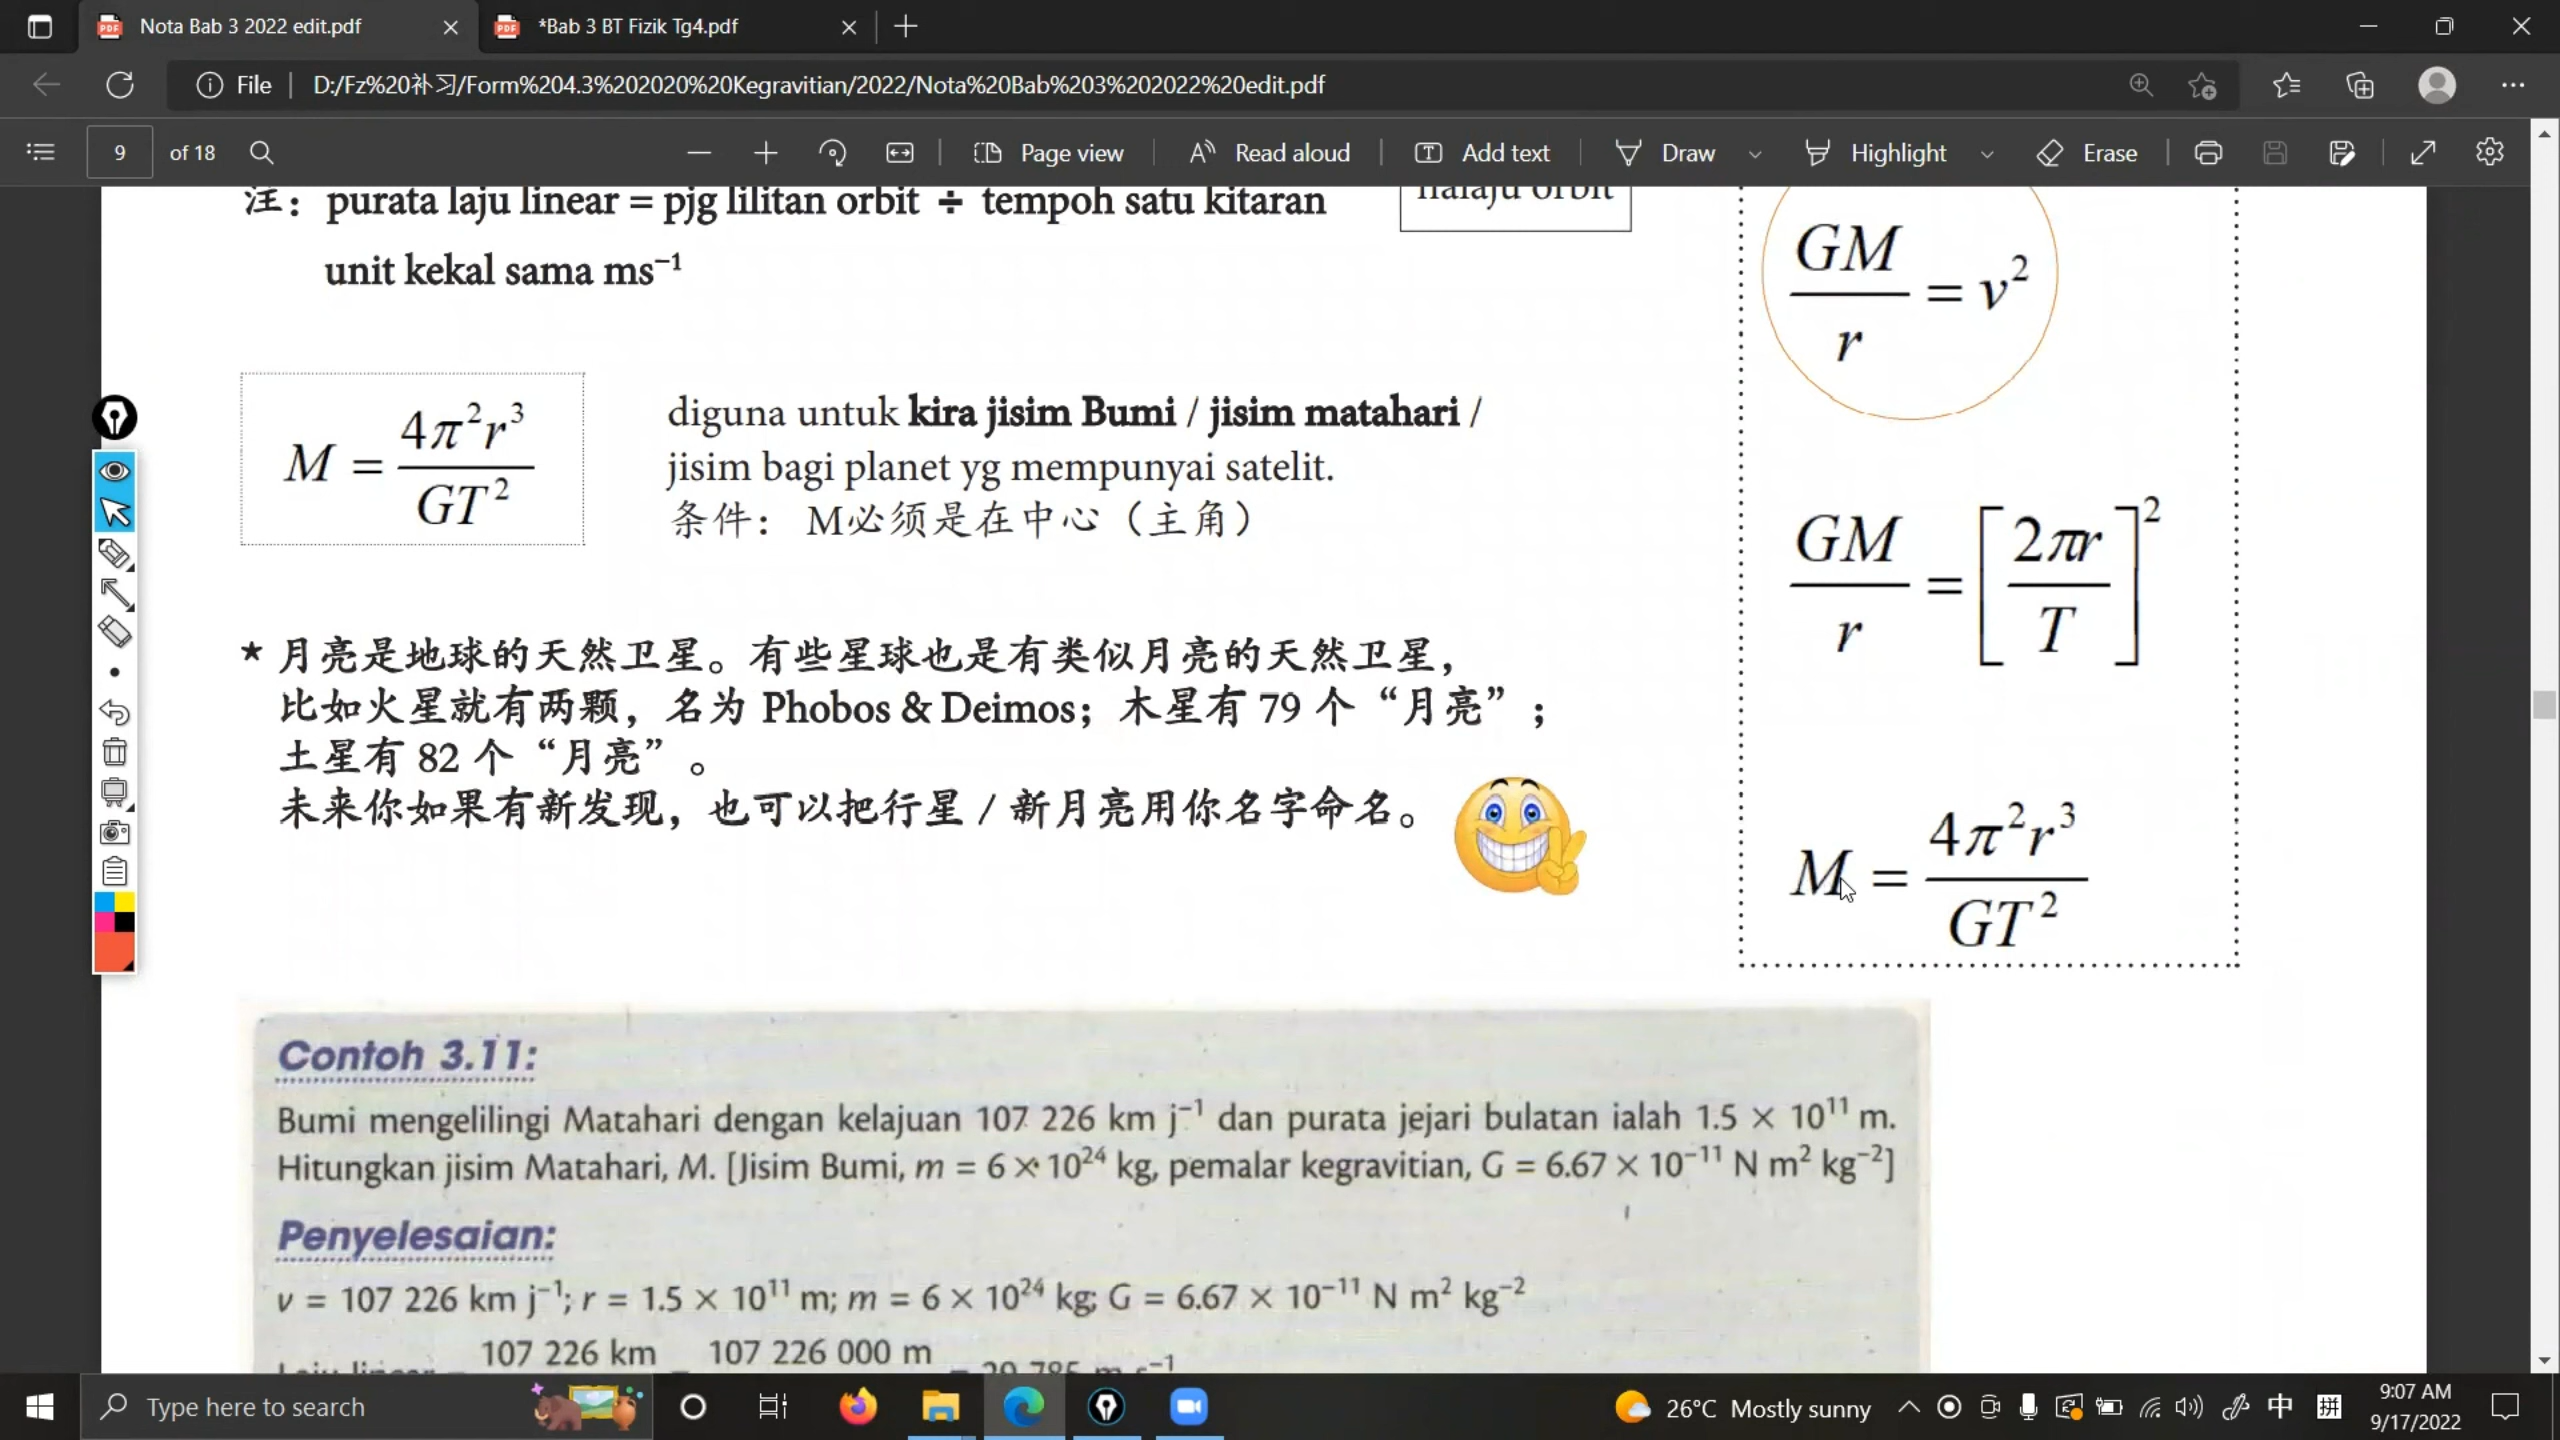 Nota Bab 3 2022 edit.pdf
*Bab 3 BT Fizik Tg4.pdf
File
D:/Fz%20补习/Form%204.3%202020%20Kegravitian/2022/Nota%20Bab%203%202022%20edit.pdf
9 of 18
Page view
Read aloud
Add text
Draw
Highlight
Erase
注： purata laju linear = pjg lilitan orbit ÷ tempoh satu kitaran
unit kekal sama ms⁻¹
halaju orbit
GM/r = v²
M = 4π²r³/GT²
diguna untuk kira jisim Bumi / jisim matahari /
jisim bagi planet yg mempunyai satelit.
条件： M必须是在中心（主角）
GM/r = [2πr/T]²
* 月亮是地球的天然卫星。有些星球也是有类似月亮的天然卫星，
比如火星就有两颗，名为 Phobos & Deimos；木星有 79 个“月亮”；
土星有 82 个“月亮”。
未来你如果有新发现，也可以把行星 / 新月亮用你名字命名。
M = 4π²r³/GT²
Contoh 3.11:
Bumi mengelilingi Matahari dengan kelajuan 107 226 km j⁻¹ dan purata jejari bulatan ialah 1.5 × 10¹¹ m.
Hitungkan jisim Matahari, M. [Jisim Bumi, m = 6 × 10²⁴ kg, pemalar kegravitian, G = 6.67 × 10⁻¹¹ N m² kg⁻²]
Penyelesaian:
v = 107 226 km j⁻¹; r = 1.5 × 10¹¹ m; m = 6 × 10²⁴ kg; G = 6.67 × 10⁻¹¹ N m² kg⁻²
107 226 km 107 226 000 m
Type here to search
26°C Mostly sunny
中
拼
9:07 AM
9/17/2022